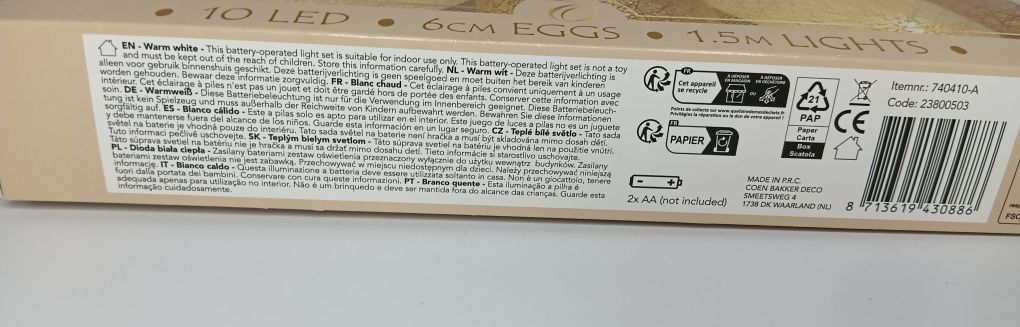 • 10 LED • 6CM EGGS • 1.5M LIGHTS •
EN - Warm white - This battery-operated light set is suitable for indoor use only. This battery-operated light set is not a toy
and must be kept out of the reach of children. Store this information carefully. NL - Warm wit - Deze batterijverlichting is
alleen voor gebruik binnenshuis geschikt. Deze batterijverlichting is geen speelgoed en moet buiten het bereik van kinderen
worden gehouden. Bewaar deze informatie zorgvuldig. FR - Blanc chaud - Cet éclairage à piles convient uniquement à un usage
intérieur. Cet éclairage à piles n'est pas un jouet et doit être gardé hors de portée des enfants. Conserver cette information avec
soin. DE - Warmweiß - Diese Batteriebeleuchtung ist nur für die Verwendung im Innenbereich geeignet. Diese Batteriebeleuch-
tung ist kein Spielzeug und muss außerhalb der Reichweite von Kindern aufbewahrt werden. Bewahren Sie diese Informationen
sorgfältig auf. ES - Blanco cálido - Este a pilas solo es apto para utilizar en el interior. Este juego de luces a pilas no es un juguete
y debe mantenerse fuera del alcance de los niños. Guarde esta información en un lugar seguro. CZ - Teplé bílé světlo - Tato sada
světel na baterie je vhodná pouze do interiéru. Tato sada světel na baterie není hračka a musí být skladována mimo dosah dětí.
Tuto informaci pečlivě uschovejte. SK - Teplým bielym svetlom - Táto súprava svetiel na batériu je vhodná len na použitie vnútri.
Táto súprava svetiel na batériu nie je hračka a musí sa držať mimo dosahu detí. Tieto informácie si starostlivo uschovajte.
PL - Dioda biała ciepła - Zasilany bateriami zestaw oświetlenia przeznaczony wyłącznie do użytku wewnątrz budynków. Zasilany
bateriami zestaw oświetlenia nie jest zabawką. Przechowywać w miejscu niedostępnym dla dzieci. Należy przechowywać niniejszą
informację. IT - Bianco caldo - Questa illuminazione a batteria deve essere utilizzata soltanto in casa. Non è un giocattolo, tenere
fuori dalla portata dei bambini. Conservare con cura queste informazioni. PT - Branco quente - Esta iluminação a pilha é
adequada apenas para utilização no interior. Não é um brinquedo e deve ser mantida fora do alcance das crianças. Guarde esta
informação cuidadosamente.
FR
Cet appareil
se recycle
À DÉPOSER
EN MAGASIN
OU
À DÉPOSER
EN DÉCHÈTERIE
Points de collecte sur www.quefairedemesdechets.fr
Privilégiez la réparation ou le don de votre appareil !
FR
PAPIER
21
PAP
Paper
Carta
Box
Scatola
CE
Itemnr.: 740410-A
Code: 23800503
2x AA (not included)
MADE IN P.R.C.
COEN BAKKER DECO
SMEETSWEG 4
1738 DK WAARLAND (NL)
8 713619 430886
FSC